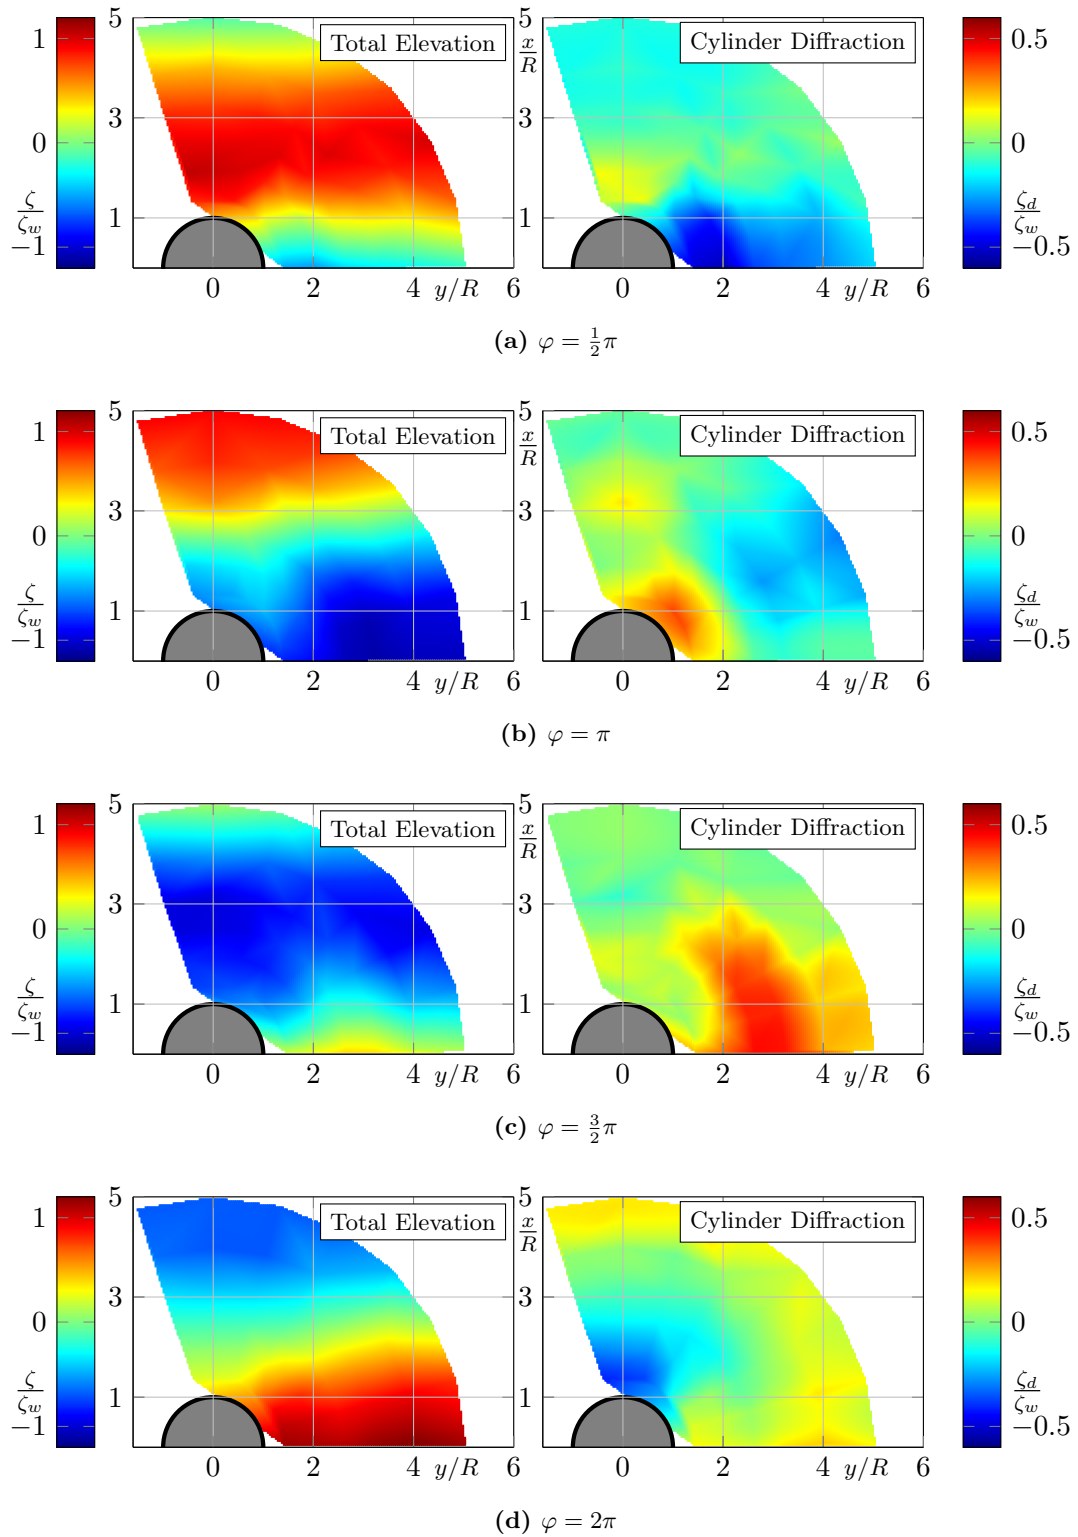 1
0
−1
ζ/ζw
5
3
1
0 2 4 y/R 6
Total Elevation
x/R
Cylinder Diffraction
0 2 4 y/R 6
0.5
0
−0.5
ζd/ζw
(a) φ = 1/2 π
1
0
−1
ζ/ζw
5
3
1
0 2 4 y/R 6
Total Elevation
x/R
Cylinder Diffraction
0 2 4 y/R 6
0.5
0
−0.5
ζd/ζw
(b) φ = π
1
0
−1
ζ/ζw
5
3
1
0 2 4 y/R 6
Total Elevation
x/R
Cylinder Diffraction
0 2 4 y/R 6
0.5
0
−0.5
ζd/ζw
(c) φ = 3/2 π
1
0
−1
ζ/ζw
5
3
1
0 2 4 y/R 6
Total Elevation
x/R
Cylinder Diffraction
0 2 4 y/R 6
0.5
0
−0.5
ζd/ζw
(d) φ = 2π
5
3
1
5
3
1
5
3
1
5
3
1